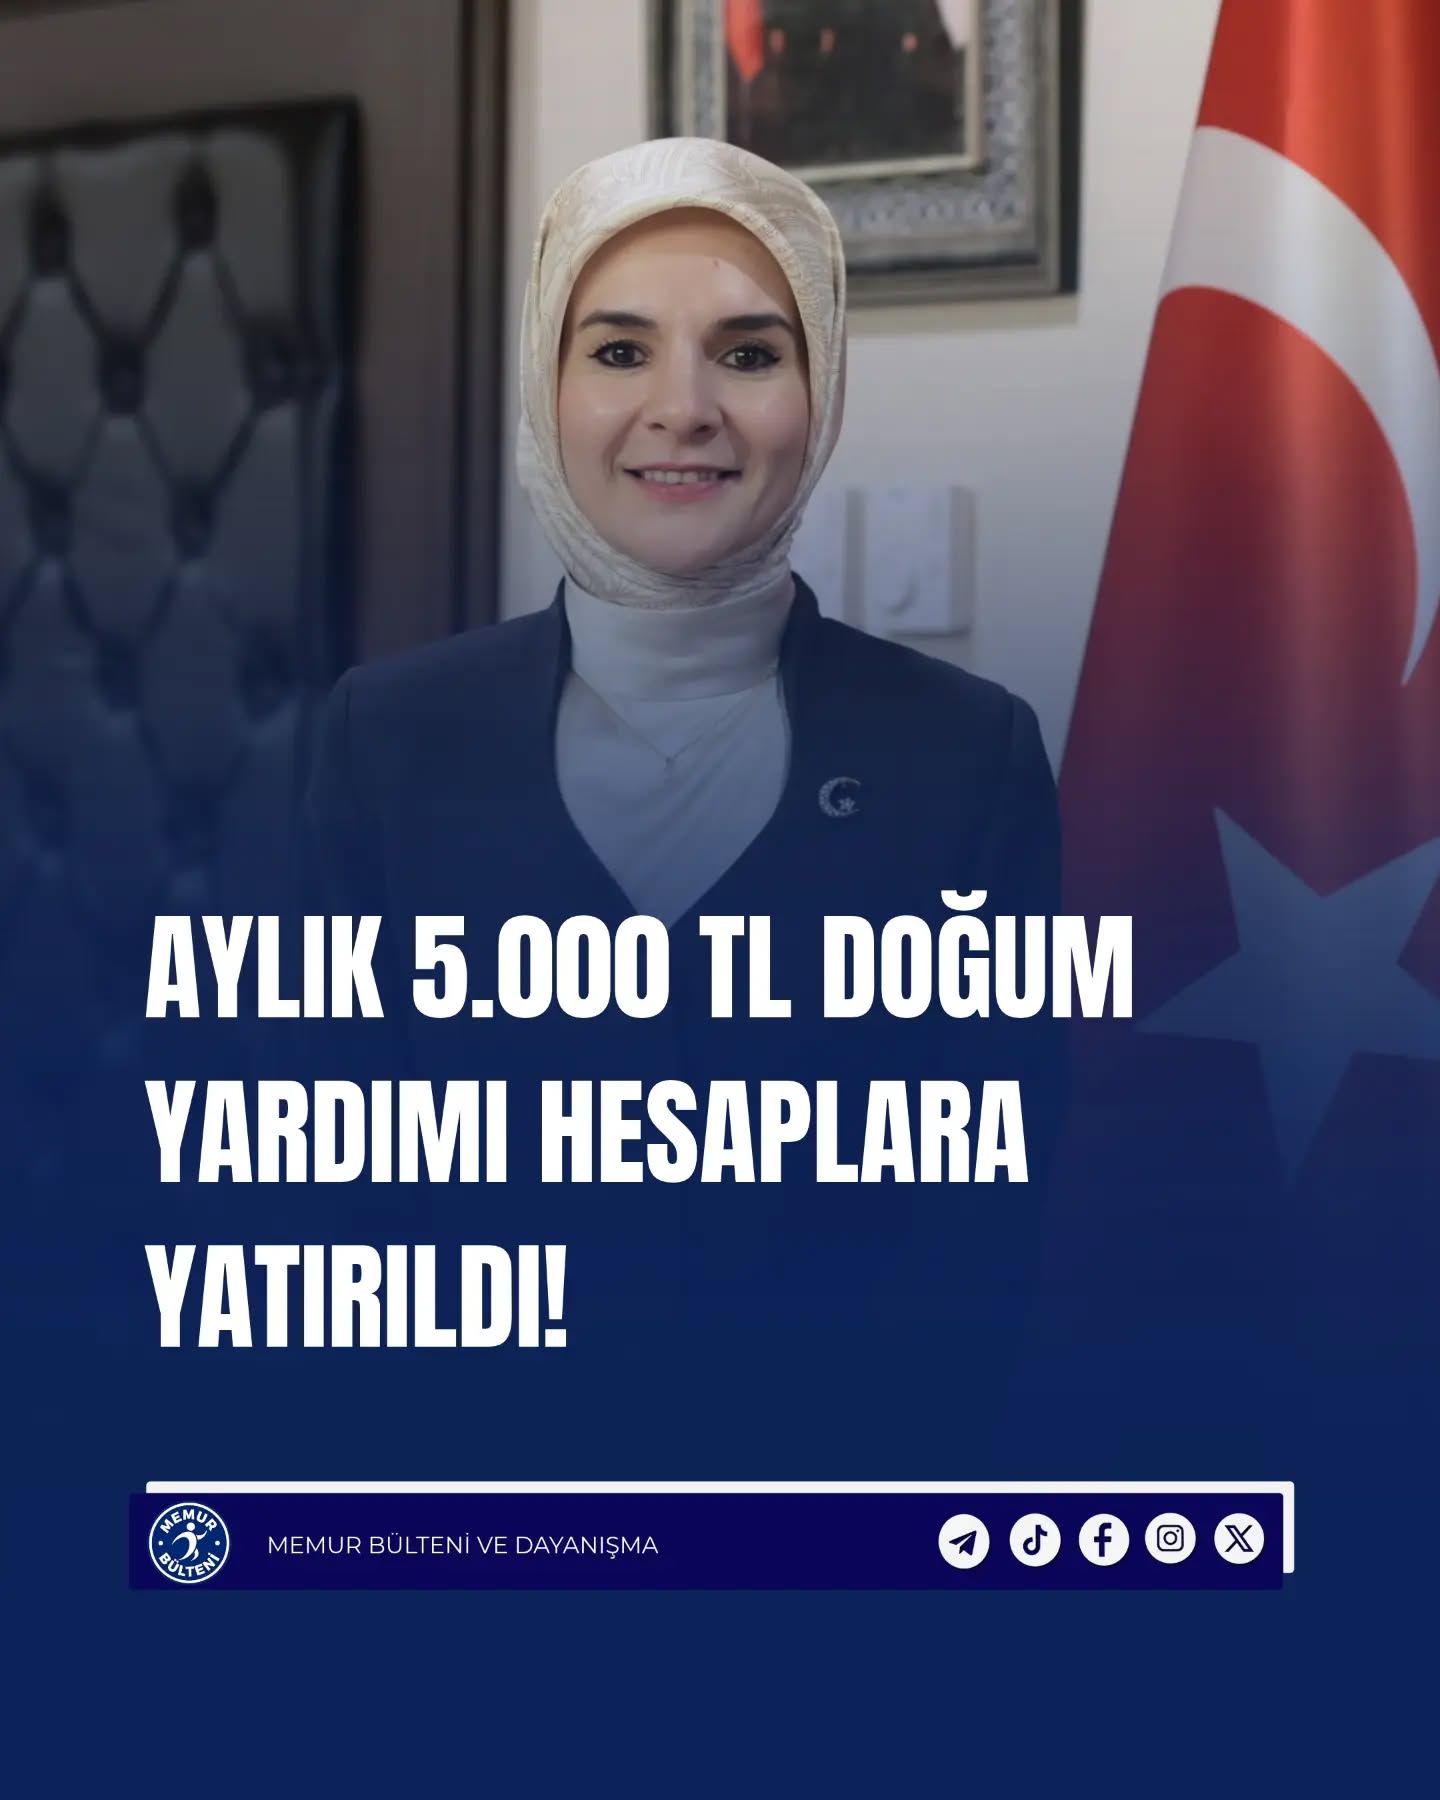 AYLIK 5.000 TL DOĞUM
YARDIMI HESAPLARA
YATIRILDI!
MEMUR
BÜLTENİ
MEMUR BÜLTENİ VE DAYANIŞMA